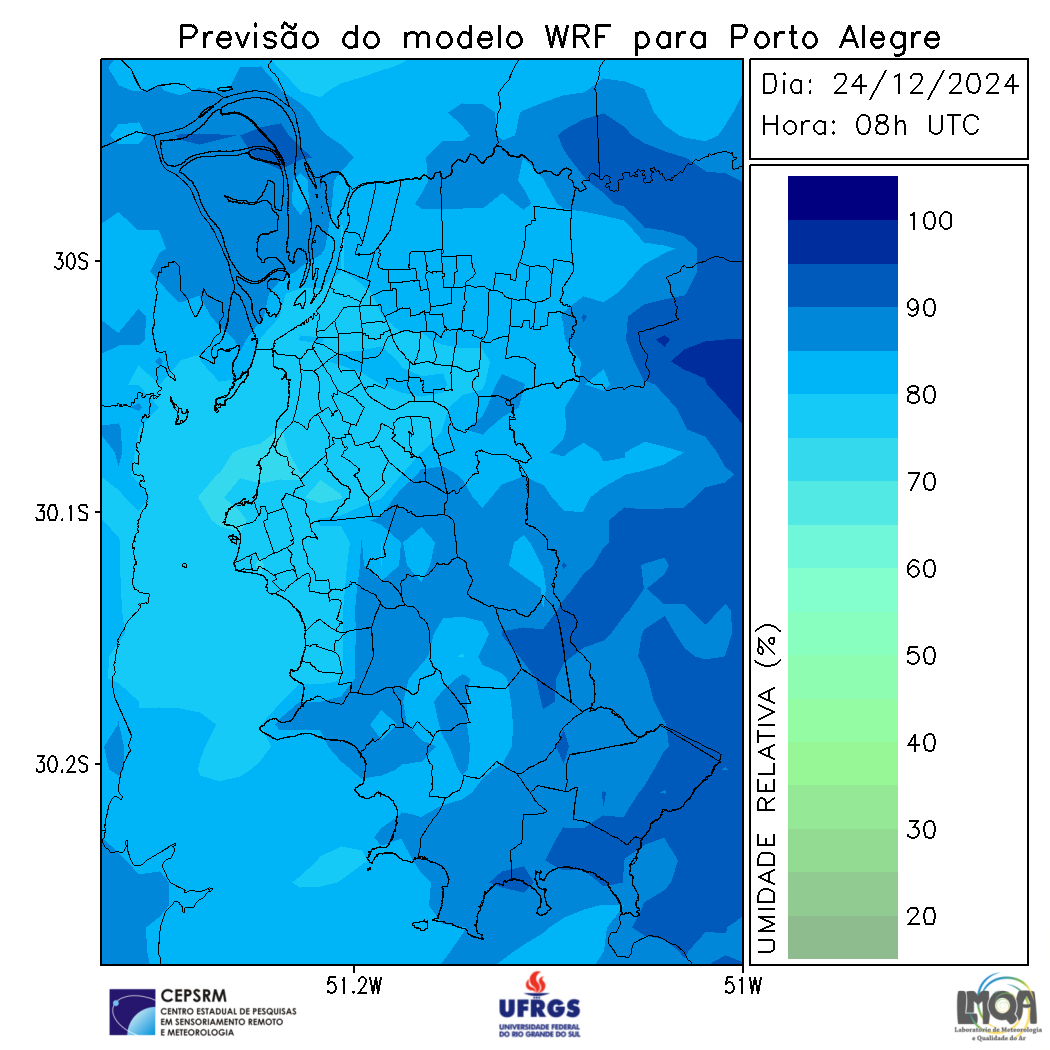 Previsão do modelo WRF para Porto Alegre
Dia: 24/12/2024
Hora: 08h UTC
30S
30.1S
30.2S
51.2W
51W
100
90
80
70
60
50
40
30
20
UMIDADE RELATIVA (%)
CEPSRM
CENTRO ESTADUAL DE PESQUISAS
EM SENSORIAMENTO REMOTO
E METEOROLOGIA
UFRGS
UNIVERSIDADE FEDERAL
DO RIO GRANDE DO SUL
LMQA
Laboratório de Meteorologia
e Qualidade do Ar